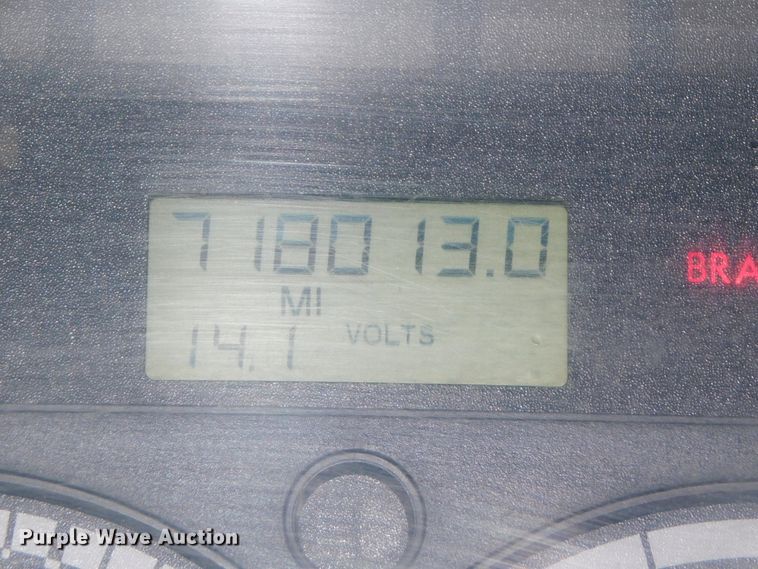 718013.0
MI
14.1 VOLTS
BRA
Purple Wave Auction